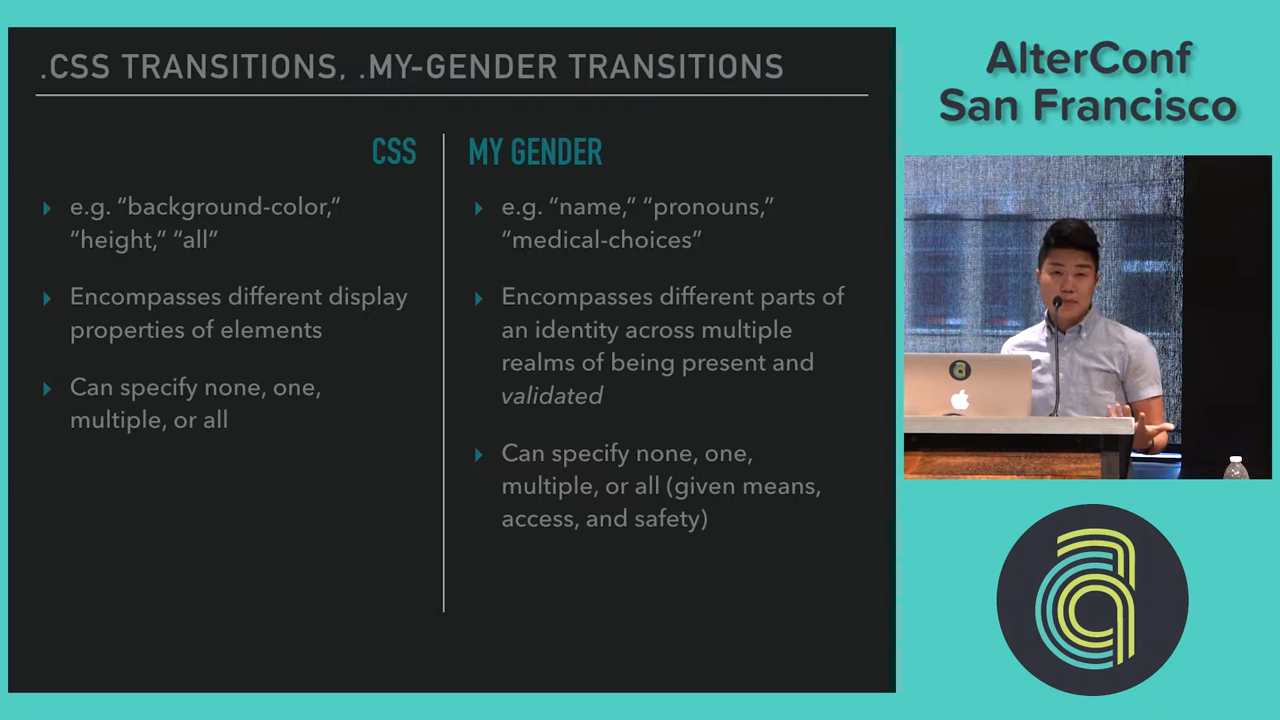 .CSS TRANSITIONS, .MY-GENDER TRANSITIONS
CSS
e.g. “background-color,”
“height,” “all”
Encompasses different display
properties of elements
Can specify none, one,
multiple, or all
MY GENDER
e.g. “name,” “pronouns,”
“medical-choices”
Encompasses different parts of
an identity across multiple
realms of being present and
validated
Can specify none, one,
multiple, or all (given means,
access, and safety)
AlterConf
San Francisco